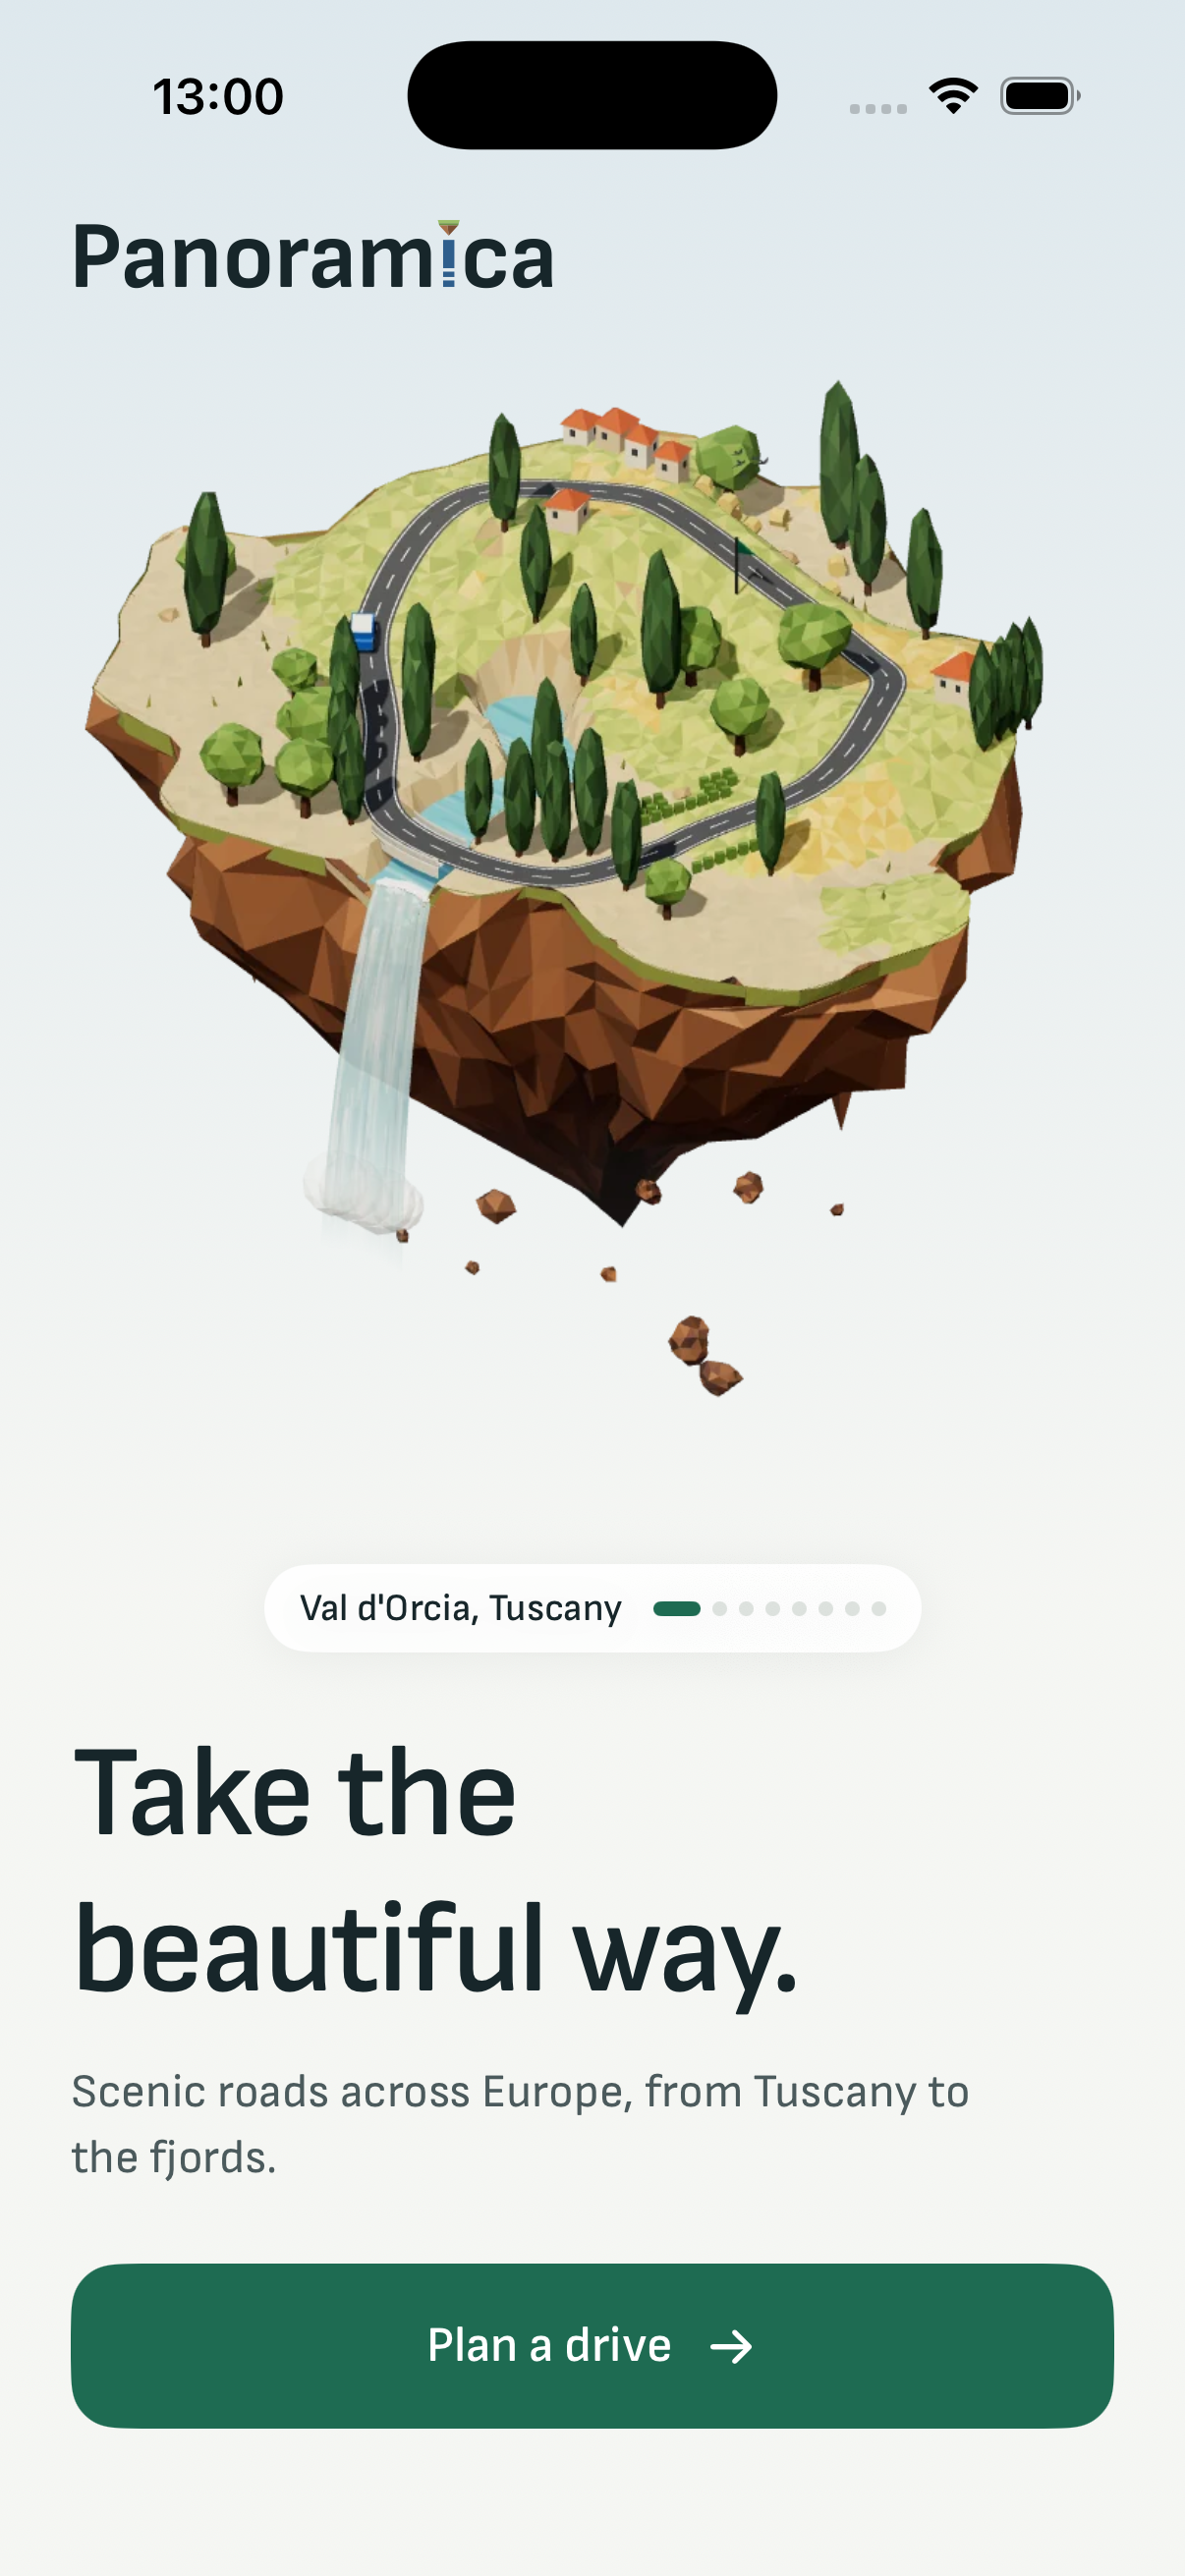 13:00
Panoramica
Val d'Orcia, Tuscany
Take the
beautiful way.
Scenic roads across Europe, from Tuscany to
the fjords.
Plan a drive →